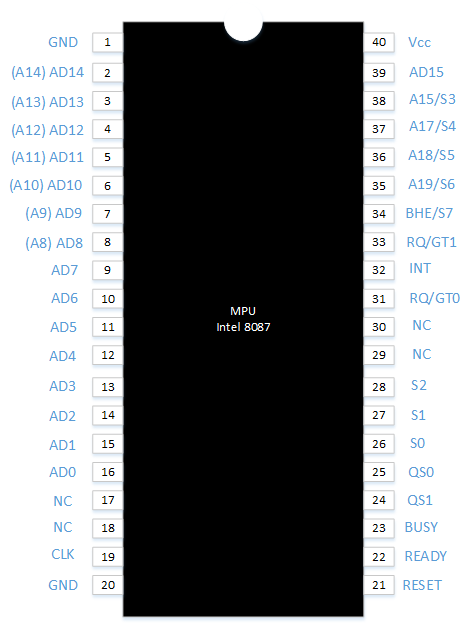 GND 1 40 Vcc
(A14) AD14 2 39 AD15
(A13) AD13 3 38 A15/S3
(A12) AD12 4 37 A17/S4
(A11) AD11 5 36 A18/S5
(A10) AD10 6 35 A19/S6
(A9) AD9 7 34 BHE/S7
(A8) AD8 8 33 RQ/GT1
AD7 9 32 INT
AD6 10 31 RQ/GT0
MPU
Intel 8087
AD5 11 30 NC
AD4 12 29 NC
AD3 13 28 S2
AD2 14 27 S1
AD1 15 26 S0
AD0 16 25 QS0
NC 17 24 QS1
NC 18 23 BUSY
CLK 19 22 READY
GND 20 21 RESET